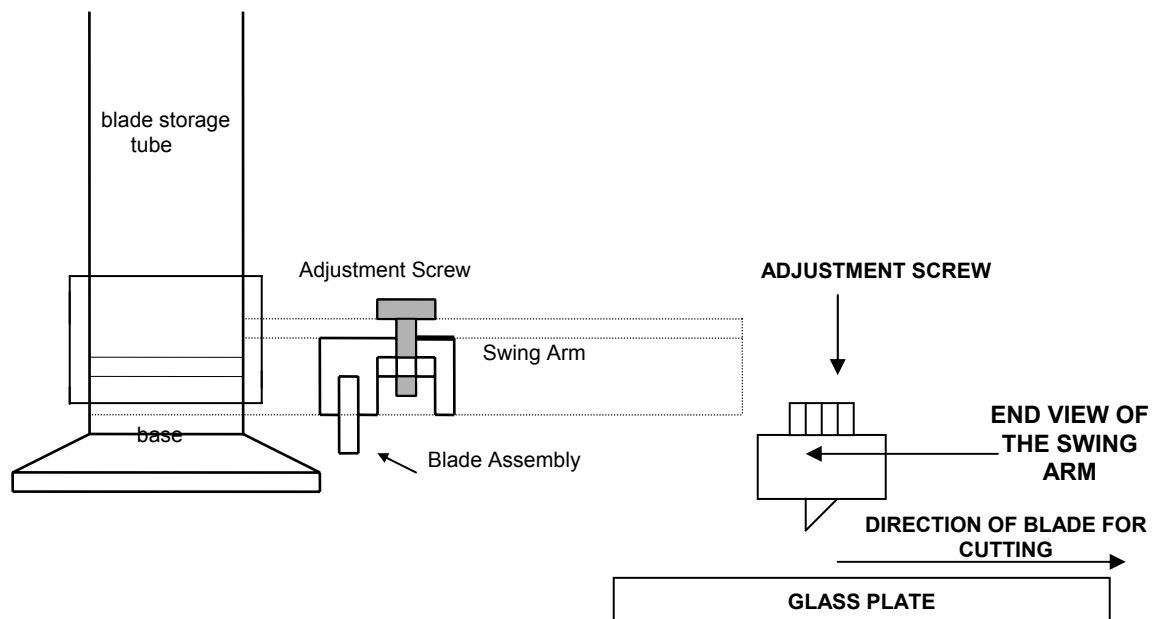 blade storage
tube
Adjustment Screw
Swing Arm
base
Blade Assembly
ADJUSTMENT SCREW
END VIEW OF
THE SWING
ARM
DIRECTION OF BLADE FOR
CUTTING
GLASS PLATE